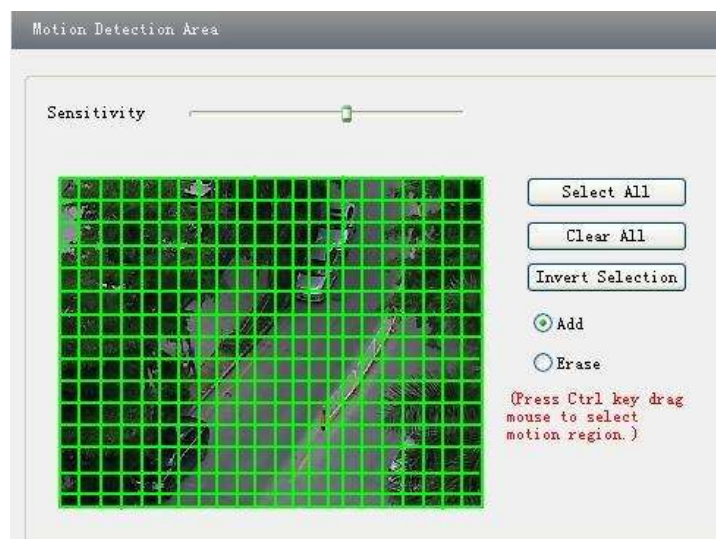 Motion Detection Area
Sensitivity
Select All
Clear All
Invert Selection
Add
Erase
(Press Ctrl key drag
mouse to select
motion region.)